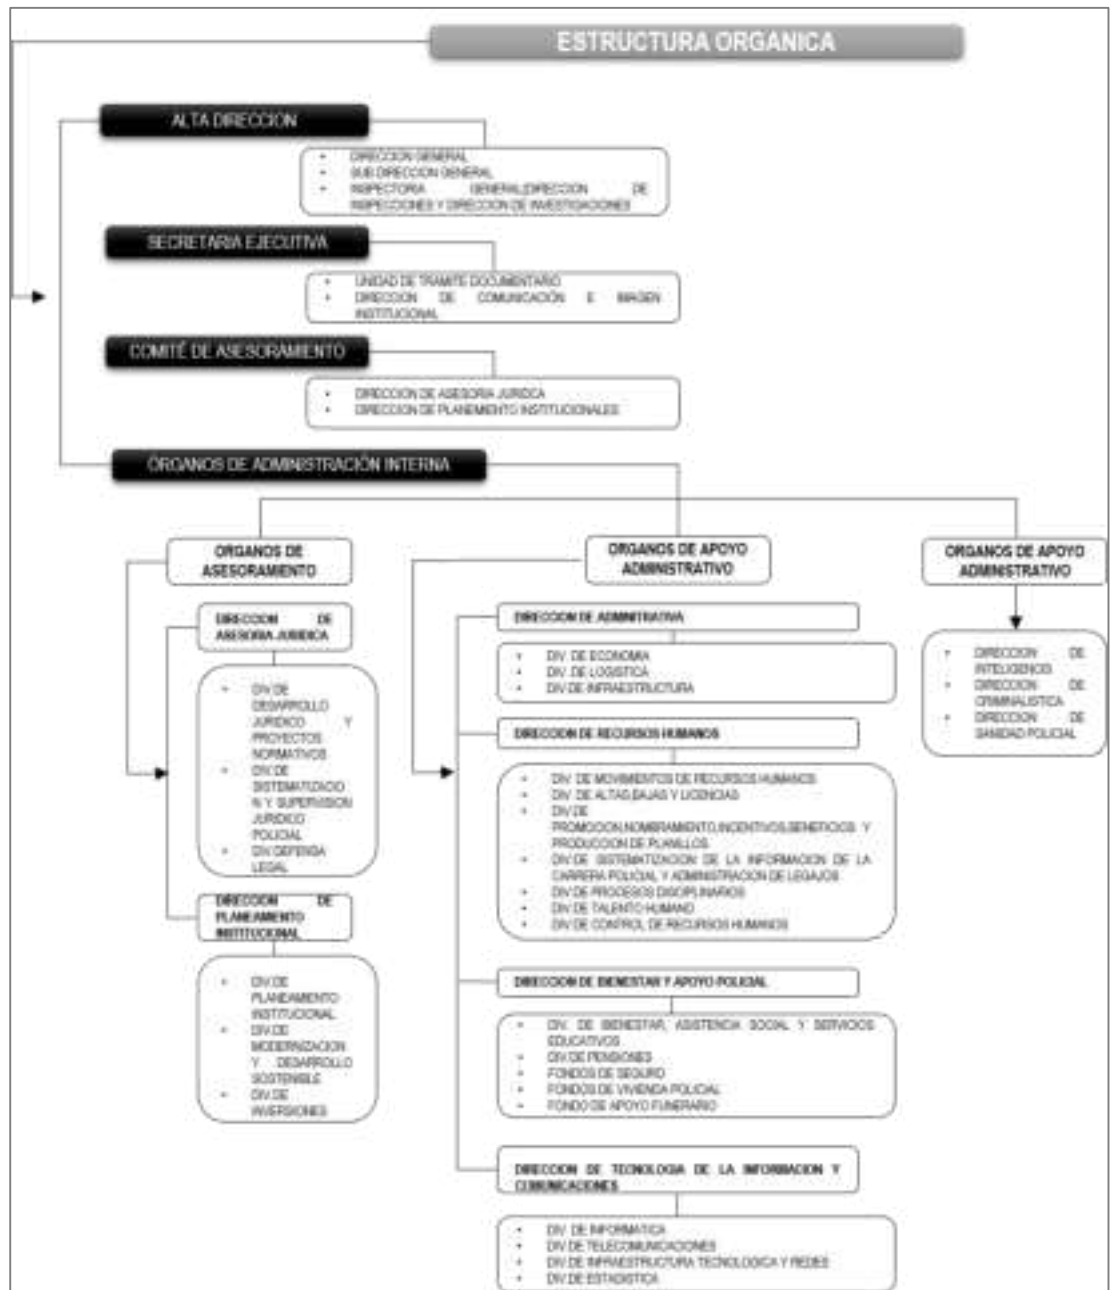 ESTRUCTURA ORGANICA
ALTA DIRECCION
• DIRECCION GENERAL
• SUB DIRECCION GENERAL
• INSPECTORIA GENERAL(DIRECCION DE
INSPECCIONES Y DIRECCION DE INVESTIGACIONES
SECRETARIA EJECUTIVA
• UNIDAD DE TRAMITE DOCUMENTARIO
• DIRECCION DE COMUNICACIÓN E IMAGEN
INSTITUCIONAL
COMITÉ DE ASESORAMIENTO
• DIRECCION DE ASESORIA JURIDICA
• DIRECCION DE PLANEMIENTO INSTITUCIONALES
ÓRGANOS DE ADMINISTRACIÓN INTERNA
ORGANOS DE
ASESORAMIENTO
DIRECCION DE
ASESORIA JURIDICA
• DIV.DE
DESARROLLO
JURIDICO Y
PROYECTOS
NORMATIVOS
• DIV.DE
SISTEMATIZACIO
N Y SUPERVISION
JURIDICO
POLICIAL
• DIV.DEFENSA
LEGAL
DIRECCION DE
PLANEAMIENTO
INSTITUCIONAL
• DIV.DE
PLANEAMIENTO
INSTITUCIONAL
• DIV.DE
MODERNIZACION
Y DESARROLLO
SOSTENIBLE
• DIV.DE
INVERSIONES
ORGANOS DE APOYO
ADMINISTRATIVO
DIRECCION DE ADMINITRATIVA
• DIV. DE ECONOMIA
• DIV. DE LOGISTICA
• DIV DE INFRAESTRUCTURA
DIRECCION DE RECURSOS HUMANOS
• DIV. DE MOVIMIENTOS DE RECURSOS HUMANOS
• DIV. DE ALTAS,BAJAS Y LICENCIAS
• DIV.DE
PROMOCION,NOMBRAMIENTO,INCENTIVOS,BENEFICIOS Y
PRODUCCION DE PLANILLOS
• DIV.DE SISTEMATIZACION DE LA INFORMACION DE LA
CARRERA POLICIAL Y ADMINISTRACION DE LEGAJOS
• DIV.DE PROCESOS DISCIPLINARIOS
• DIV.DE TALENTO HUMANO
• DIV.DE CONTROL DE RECURSOS HUMANOS
DIRECCION DE BIENESTAR Y APOYO POLICIAL
• DIV. DE BIENESTAR, ASISTENCIA SOCIAL Y SERVICIOS
EDUCATIVOS
• DIV.DE PENSIONES
• FONDOS DE SEGURO
• FONDOS DE VIVIENDA POLICIAL
• FONDO DE APOYO FUNERARIO
DIRECCION DE TECNOLOGIA DE LA INFORMACION Y
COMUNICACIONES
• DIV. DE INFORMATICA
• DIV.DE TELECOMUNICACIONES
• DIV.DE INFRAESTRUCTURA TECNOLOGICA Y REDES
• DIV.DE ESTADISTICA
ORGANOS DE APOYO
ADMINISTRATIVO
• DIRECCION DE
INTELIGENCIS
• DIRECCION DE
CRIMINALISTICA
• DIRECCION DE
SANIDAD POLICIAL